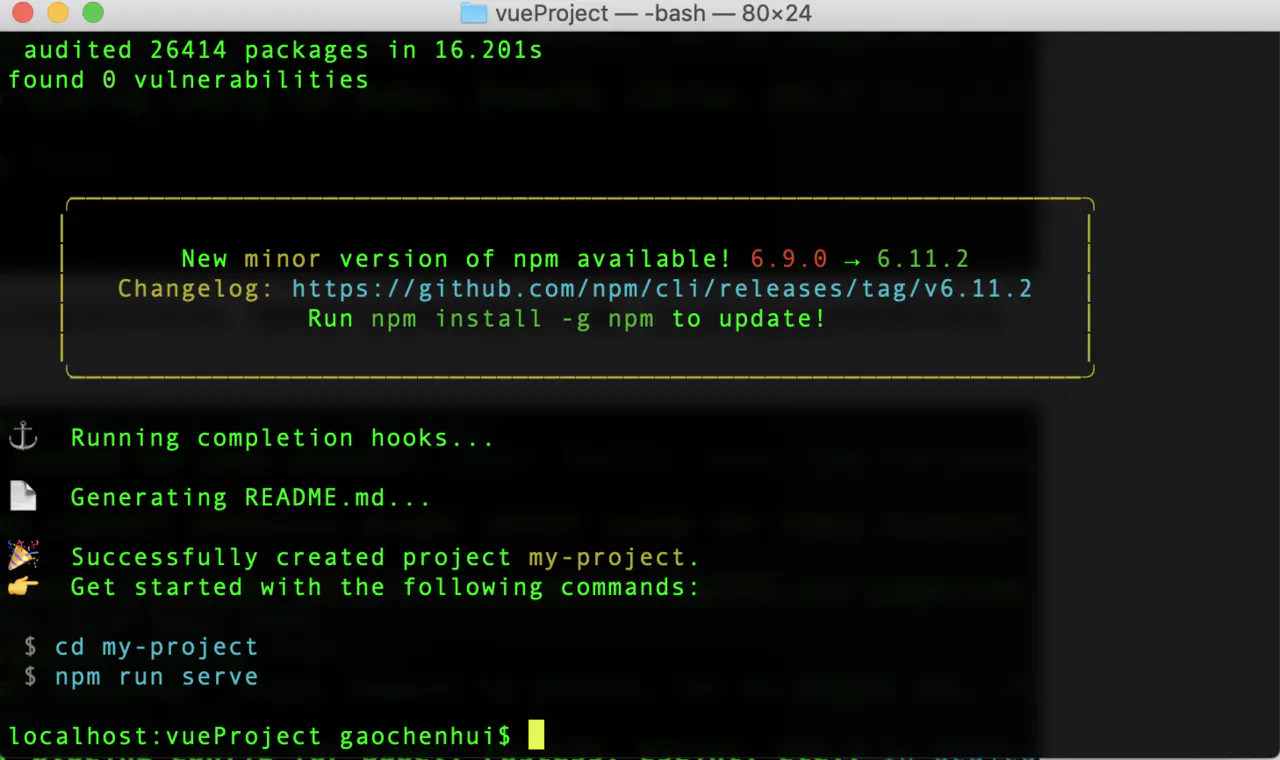 vueProject — -bash — 80×24
audited 26414 packages in 16.201s
found 0 vulnerabilities
New minor version of npm available! 6.9.0 → 6.11.2
Changelog: https://github.com/npm/cli/releases/tag/v6.11.2
Run npm install -g npm to update!
Running completion hooks...
Generating README.md...
Successfully created project my-project.
Get started with the following commands:
$ cd my-project
$ npm run serve
localhost:vueProject gaochenhui$